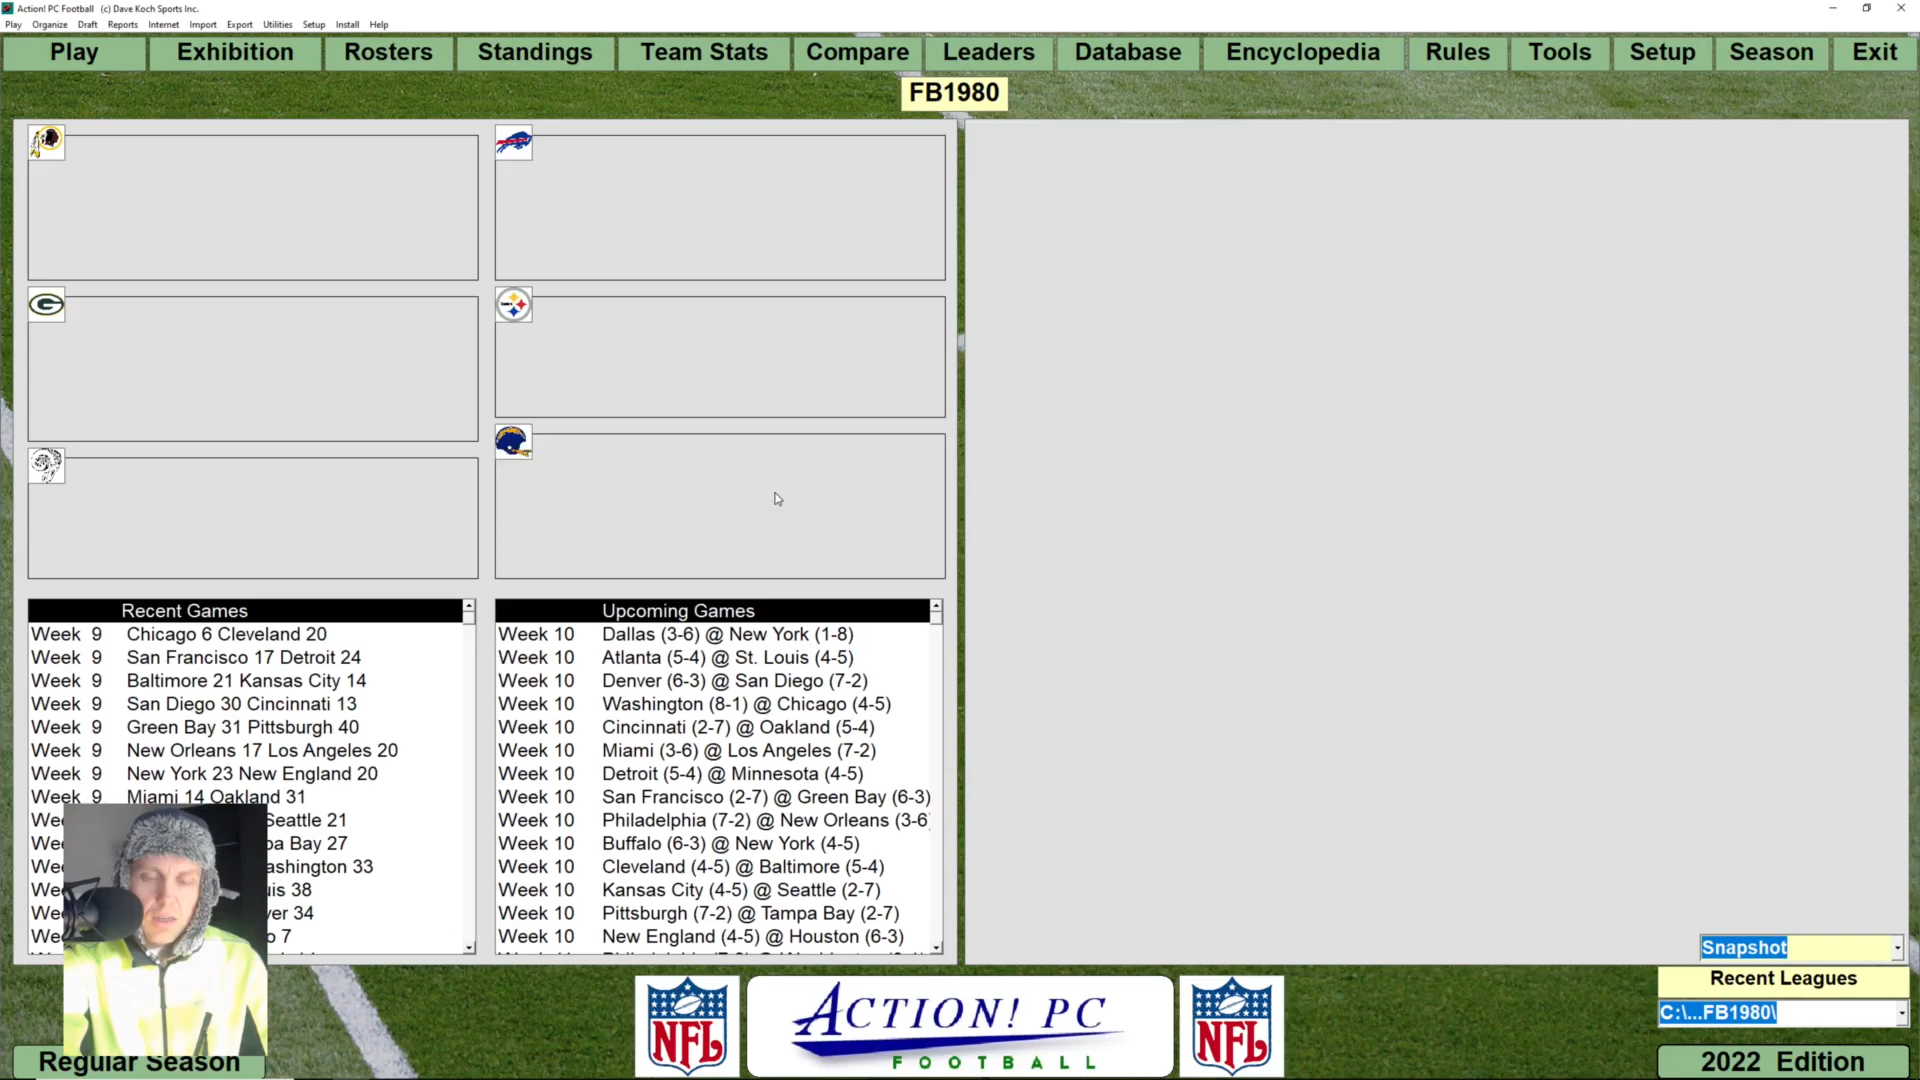 Action! PC Football (c) Dave Koch Sports Inc.
Play Organize Draft Reports Internet Import Export Utilities Setup Install Help
Play Exhibition Rosters Standings Team Stats Compare Leaders Database Encyclopedia Rules Tools Setup Season Exit
FB1980
Recent Games
Week 9 Chicago 6 Cleveland 20
Week 9 San Francisco 17 Detroit 24
Week 9 Baltimore 21 Kansas City 14
Week 9 San Diego 30 Cincinnati 13
Week 9 Green Bay 31 Pittsburgh 40
Week 9 New Orleans 17 Los Angeles 20
Week 9 New York 23 New England 20
Week 9 Miami 14 Oakland 31
Seattle 21
Bay 27
33
38
34
7
Upcoming Games
Week 10 Dallas (3-6) @ New York (1-8)
Week 10 Atlanta (5-4) @ St. Louis (4-5)
Week 10 Denver (6-3) @ San Diego (7-2)
Week 10 Washington (8-1) @ Chicago (4-5)
Week 10 Cincinnati (2-7) @ Oakland (5-4)
Week 10 Miami (3-6) @ Los Angeles (7-2)
Week 10 Detroit (5-4) @ Minnesota (4-5)
Week 10 San Francisco (2-7) @ Green Bay (6-3)
Week 10 Philadelphia (7-2) @ New Orleans (3-6)
Week 10 Buffalo (6-3) @ New York (4-5)
Week 10 Cleveland (4-5) @ Baltimore (5-4)
Week 10 Kansas City (4-5) @ Seattle (2-7)
Week 10 Pittsburgh (7-2) @ Tampa Bay (2-7)
Week 10 New England (4-5) @ Houston (6-3)
Snapshot
Recent Leagues
C:\...FB1980\
Regular Season
NFL
ACTION! PC
FOOTBALL
NFL
2022 Edition